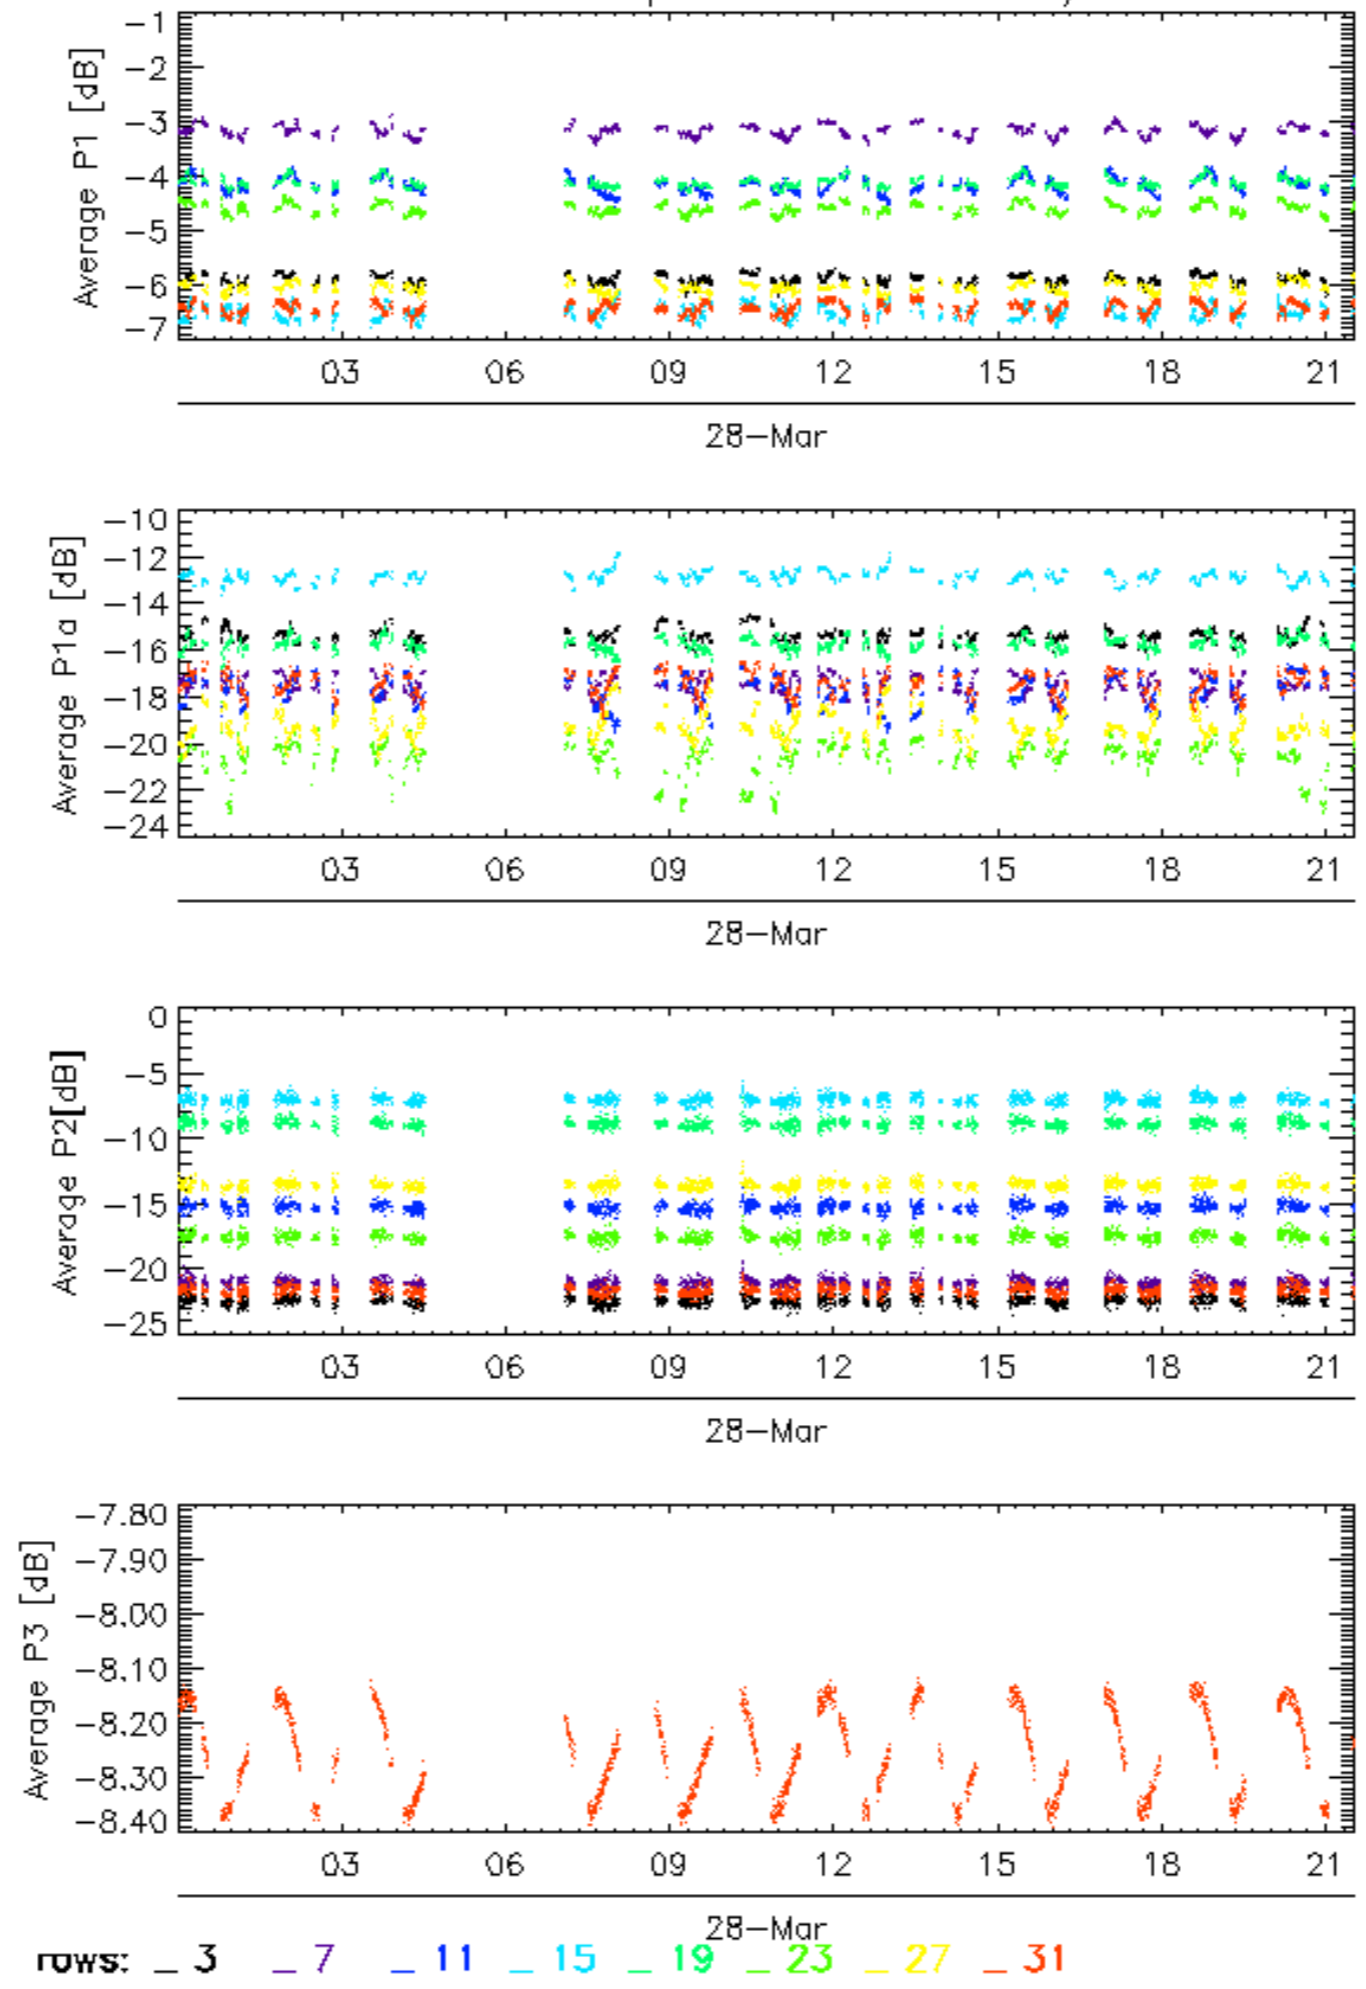 Average P1 [dB]
-1
-2
-3
-4
-5
-6
-7
03 06 09 12 15 18 21
28-Mar
Average P1a [dB]
-10
-12
-14
-16
-18
-20
-22
-24
03 06 09 12 15 18 21
28-Mar
Average P2[dB]
0
-5
-10
-15
-20
-25
03 06 09 12 15 18 21
28-Mar
Average P3 [dB]
-7.80
-7.90
-8.00
-8.10
-8.20
-8.30
-8.40
03 06 09 12 15 18 21
28-Mar
rows: _ 3 _ 7 _ 11 _ 15 _ 19 _ 23 _ 27 _ 31